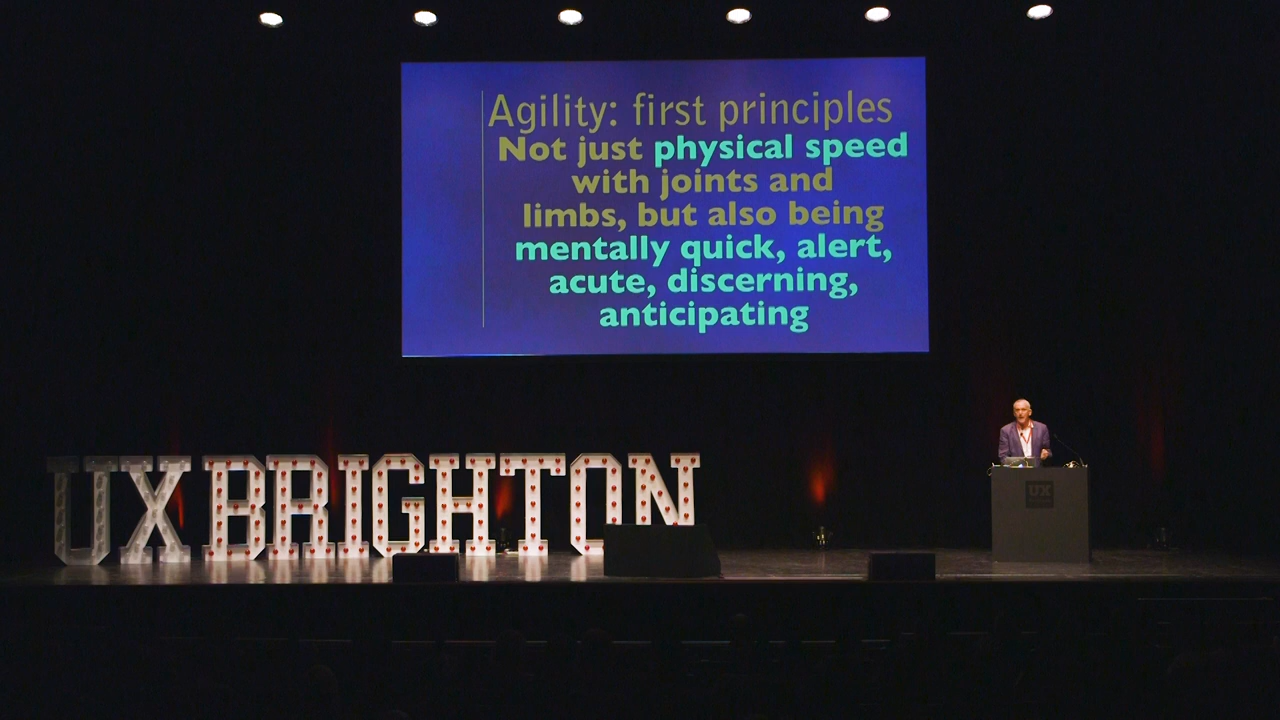 Agility: first principles
Not just physical speed
with joints and
limbs, but also being
mentally quick, alert,
acute, discerning,
anticipating
UX BRIGHTON
UX